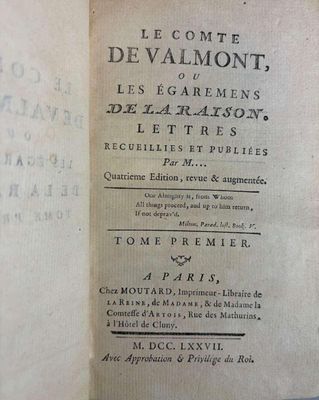 LE COMTE
DE VALMONT,
OU
LES ÉGAREMENS
DE LA RAISON.
LETTRES
RECUEILLIES ET PUBLIÉES
Par M....
Quatrieme Edition, revue & augmentée.
One Almighty is, from Whom
All things proceed, and up to him return,
If not deprav'd.
Milton, Parad. lost. Book. V.
TOME PREMIER.
A PARIS,
Chez MOUTARD, Imprimeur-Libraire de
LA REINE, de MADAME, & de Madame la
Comtesse d'ARTOIS, Rue des Mathurins,
à l'Hôtel de Cluny.
M. DCC. LXXVII.
Avec Approbation & Privilége du Roi.